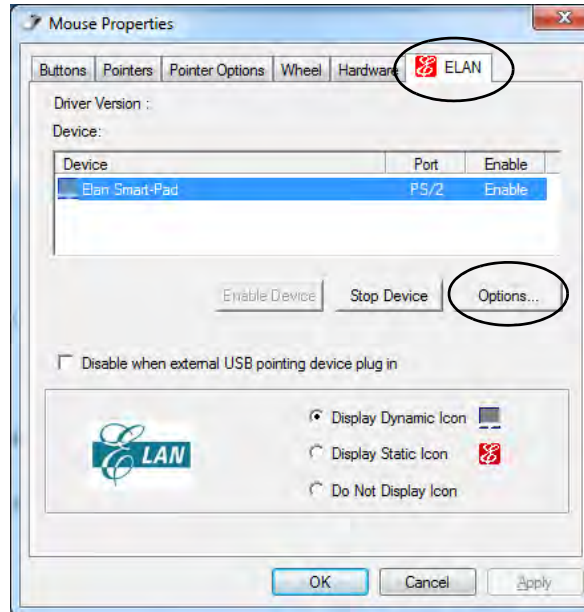 Mouse Properties
Buttons Pointers Pointer Options Wheel Hardware ELAN
Driver Version :
Device:
Device Port Enable
Elan Smart-Pad PS/2 Enable
Enable Device Stop Device Options...
Disable when external USB pointing device plug in
ELAN
Display Dynamic Icon
Display Static Icon
Do Not Display Icon
OK Cancel Apply